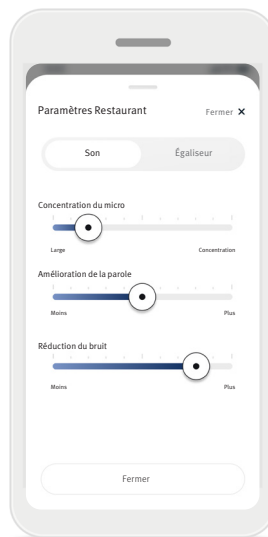 Paramètres Restaurant Fermer ✕
Son Égaliseur
Concentration du micro
Large Concentration
Amélioration de la parole
Moins Plus
Réduction du bruit
Moins Plus
Fermer